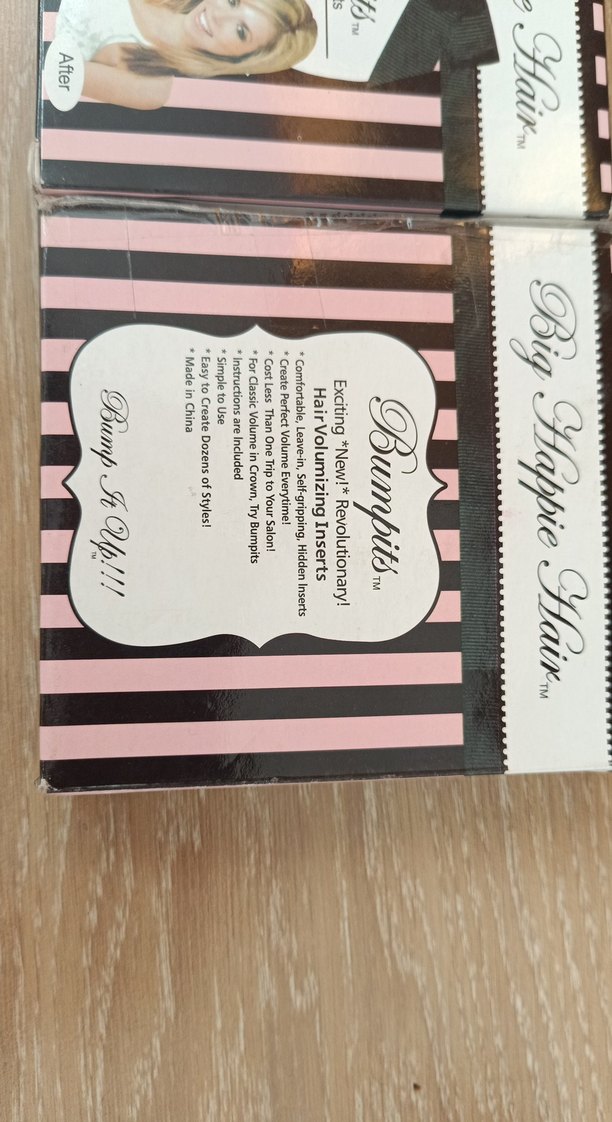 Big Happie Hair™
Bumpits™
Exciting *New!* Revolutionary!
Hair Volumizing Inserts
* Comfortable, Leave-in, Self-gripping, Hidden Inserts
* Create Perfect Volume Everytime!
* Cost Less Than One Trip to Your Salon!
* For Classic Volume in Crown, Try Bumpits
* Instructions are Included
* Simple to Use
* Easy to Create Dozens of Styles!
* Made in China
Bump It Up!!!™
Hair™
After